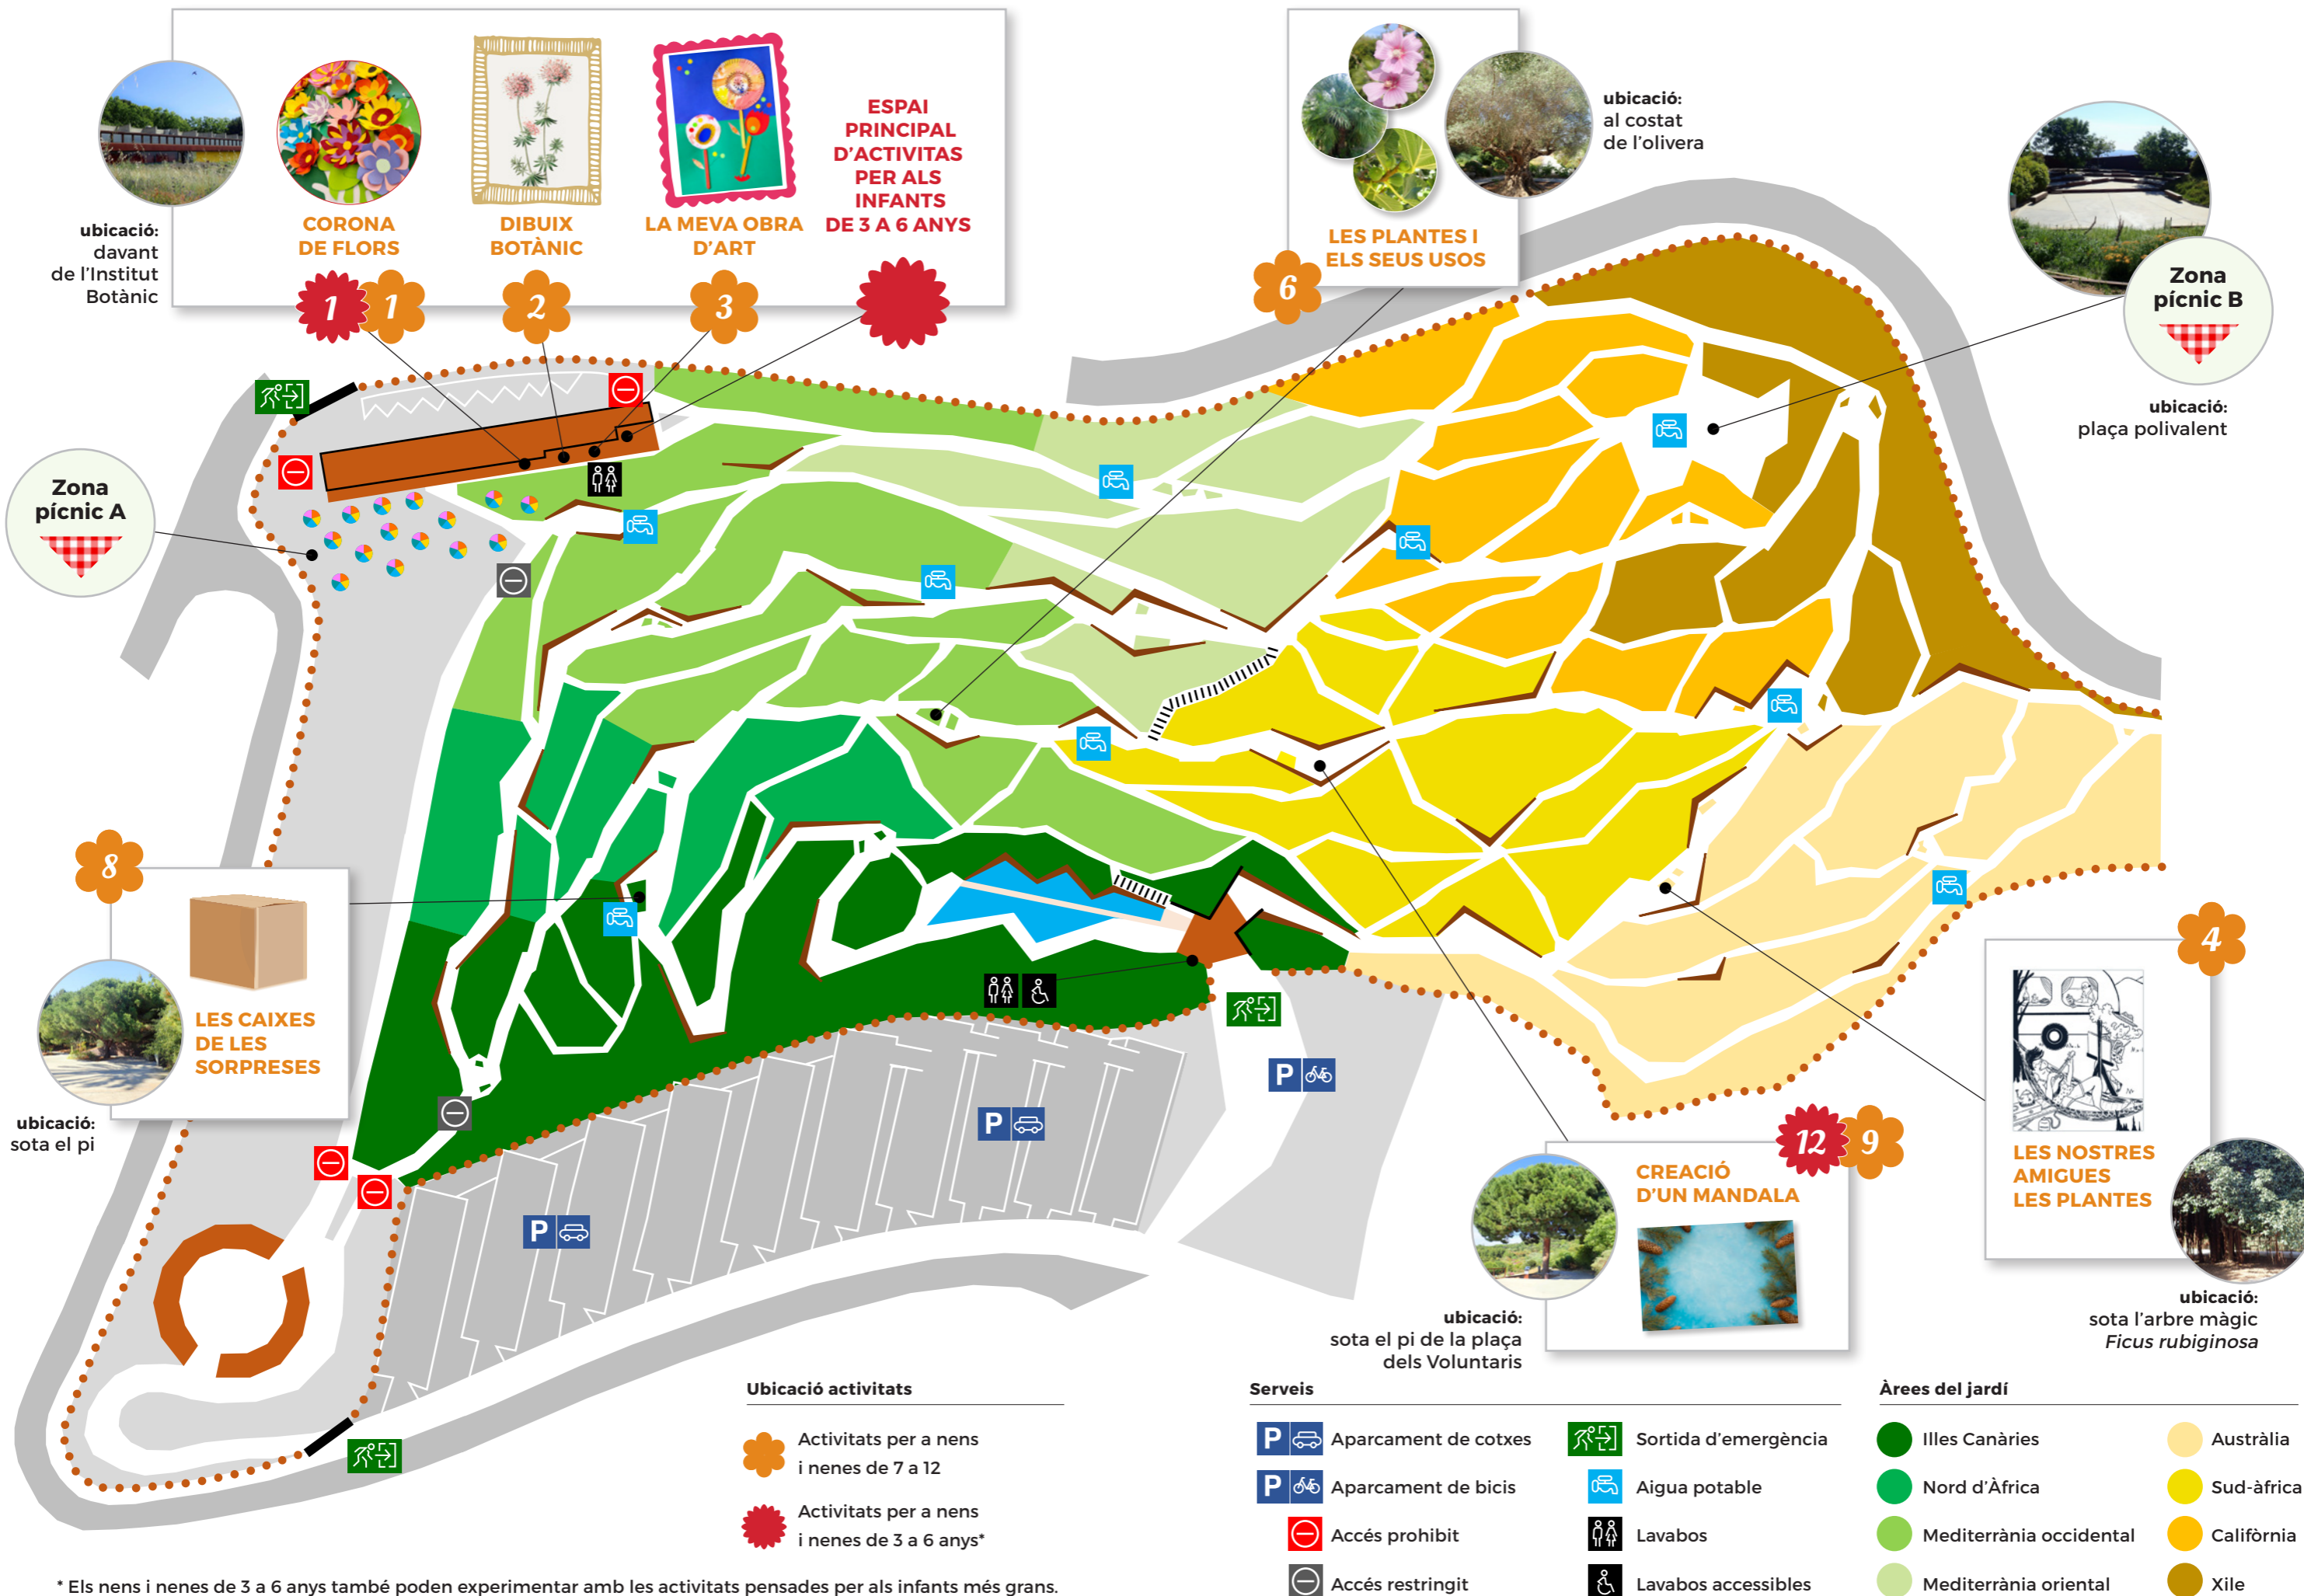 ubicació:
davant
de l'Institut
Botànic
CORONA
DE FLORS
1
1
DIBUIX
BOTÀNIC
2
LA MEVA OBRA
D'ART
3
ESPAI
PRINCIPAL
D'ACTIVITAS
PER ALS
INFANTS
DE 3 A 6 ANYS
LES PLANTES I
ELS SEUS USOS
6
ubicació:
al costat
de l'olivera
Zona
pícnic B
ubicació:
plaça polivalent
Zona
pícnic A
8
LES CAIXES
DE LES
SORPRESES
ubicació:
sota el pi
P
P
P
12
9
CREACIÓ
D'UN MANDALA
ubicació:
sota el pi de la plaça
dels Voluntaris
4
LES NOSTRES
AMIGUES
LES PLANTES
ubicació:
sota l'arbre màgic
Ficus rubiginosa
Ubicació activitats
Activitats per a nens
i nenes de 7 a 12
Activitats per a nens
i nenes de 3 a 6 anys*
* Els nens i nenes de 3 a 6 anys també poden experimentar amb les activitats pensades per als infants més grans.
Serveis
P Aparcament de cotxes
P Aparcament de bicis
Accés prohibit
Accés restringit
Sortida d'emergència
Aigua potable
Lavabos
Lavabos accessibles
Àrees del jardí
Illes Canàries
Nord d'Àfrica
Mediterrània occidental
Mediterrània oriental
Austràlia
Sud-àfrica
Califòrnia
Xile